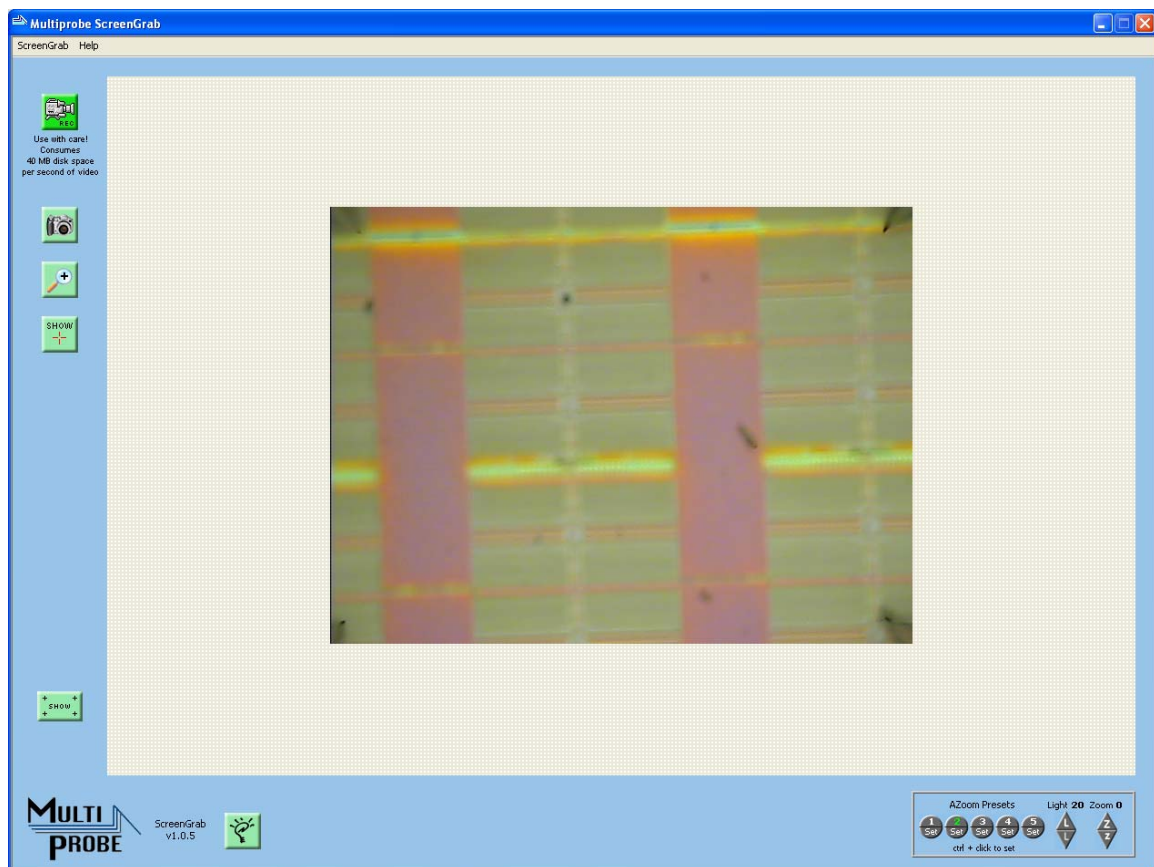 Multiprobe ScreenGrab
ScreenGrab Help
REC
Use with care!
Consumes
40 MB disk space
per second of video
SHOW
SHOW
MULTI
PROBE
ScreenGrab
v1.0.5
AZoom Presets Light 20 Zoom 0
1 2 3 4 5 L Z
Set Set Set Set Set L Z
ctrl + click to set